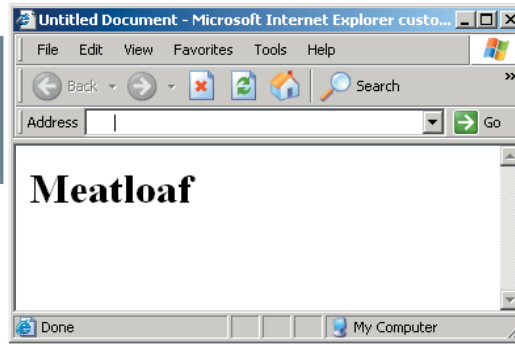 Untitled Document - Microsoft Internet Explorer custo...
File Edit View Favorites Tools Help
Back Search »
Address Go
Meatloaf
Done My Computer